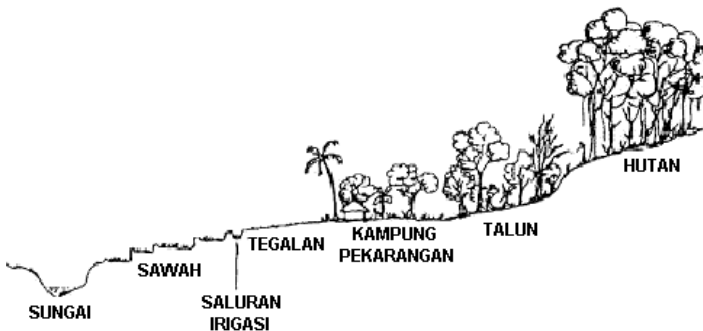 HUTAN
TEGALAN
KAMPUNG
PEKARANGAN
TALUN
SAWAH
SUNGAI
SALURAN
IRIGASI